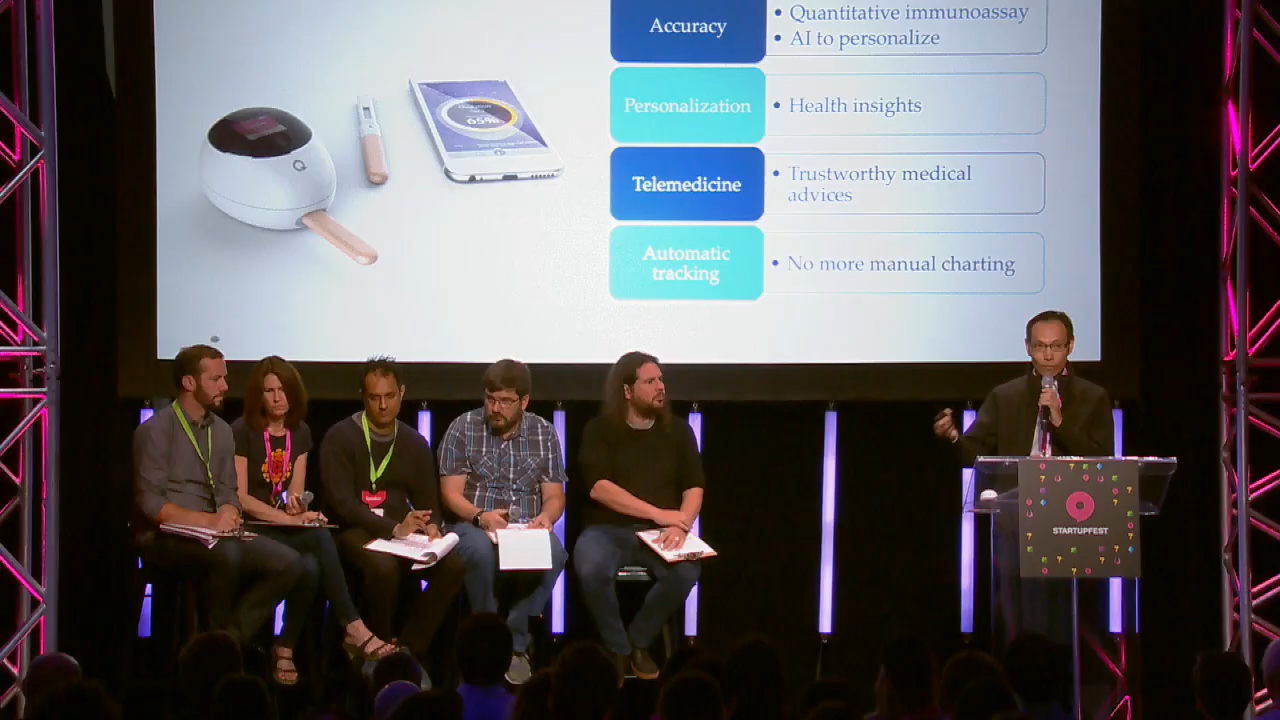 Accuracy
• Quantitative immunoassay
• AI to personalize
Personalization
• Health insights
Telemedicine
• Trustworthy medical
advices
Automatic
tracking
• No more manual charting
65%
Q
STARTUPFEST